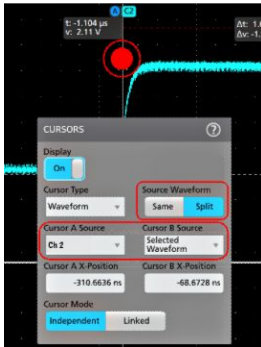 A C2
t: -1.104 µs
v: 2.11 V
Δt: 1.
Δv: -1.
CURSORS
?
Display
On
Cursor Type
Source Waveform
Waveform
Same
Split
Cursor A Source
Cursor B Source
Ch 2
Selected
Waveform
Cursor A X-Position
Cursor B X-Position
-310.6636 ns
-68.6728 ns
Cursor Mode
Independent
Linked